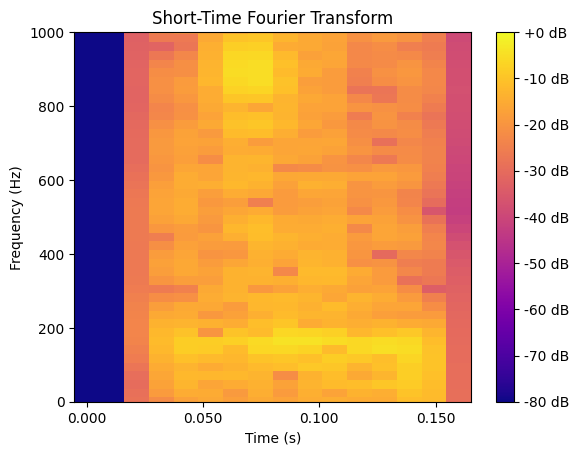 Short-Time Fourier Transform
1000
800
600
400
200
0
Frequency (Hz)
0.000
0.050
0.100
0.150
Time (s)
+0 dB
-10 dB
-20 dB
-30 dB
-40 dB
-50 dB
-60 dB
-70 dB
-80 dB